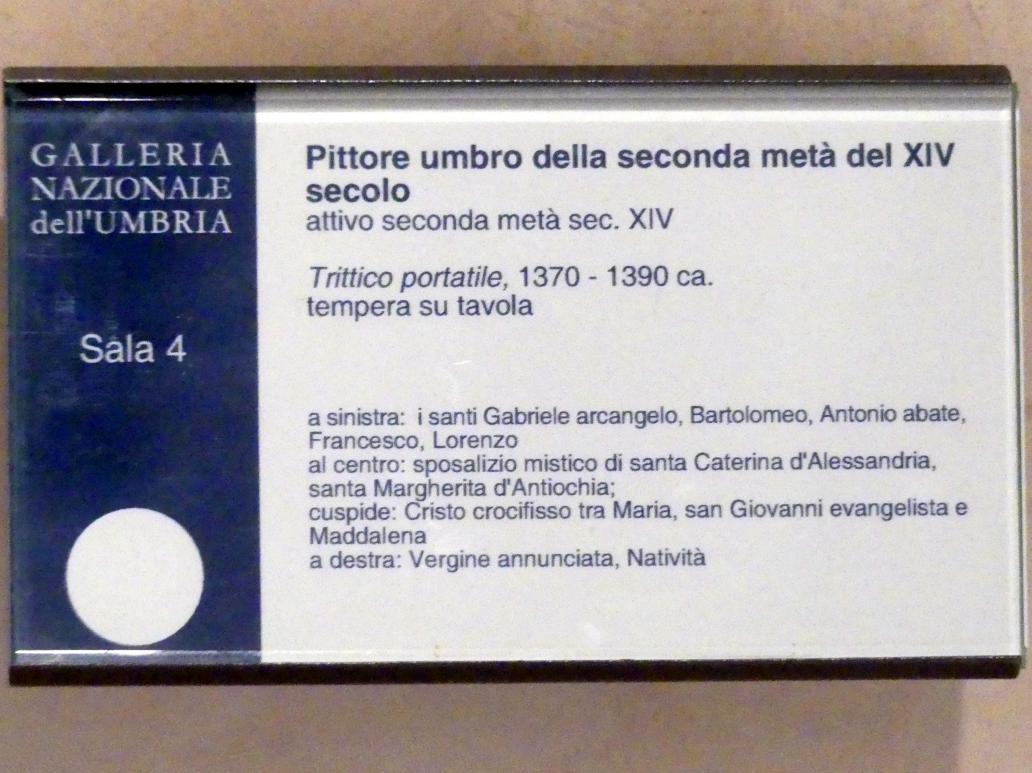 GALLERIA
NAZIONALE
dell'UMBRIA
Sala 4
Pittore umbro della seconda metà del XIV
secolo
attivo seconda metà sec. XIV
Trittico portatile, 1370 - 1390 ca.
tempera su tavola
a sinistra: i santi Gabriele arcangelo, Bartolomeo, Antonio abate,
Francesco, Lorenzo
al centro: sposalizio mistico di santa Caterina d'Alessandria,
santa Margherita d'Antiochia;
cuspide: Cristo crocifisso tra Maria, san Giovanni evangelista e
Maddalena
a destra: Vergine annunciata, Natività